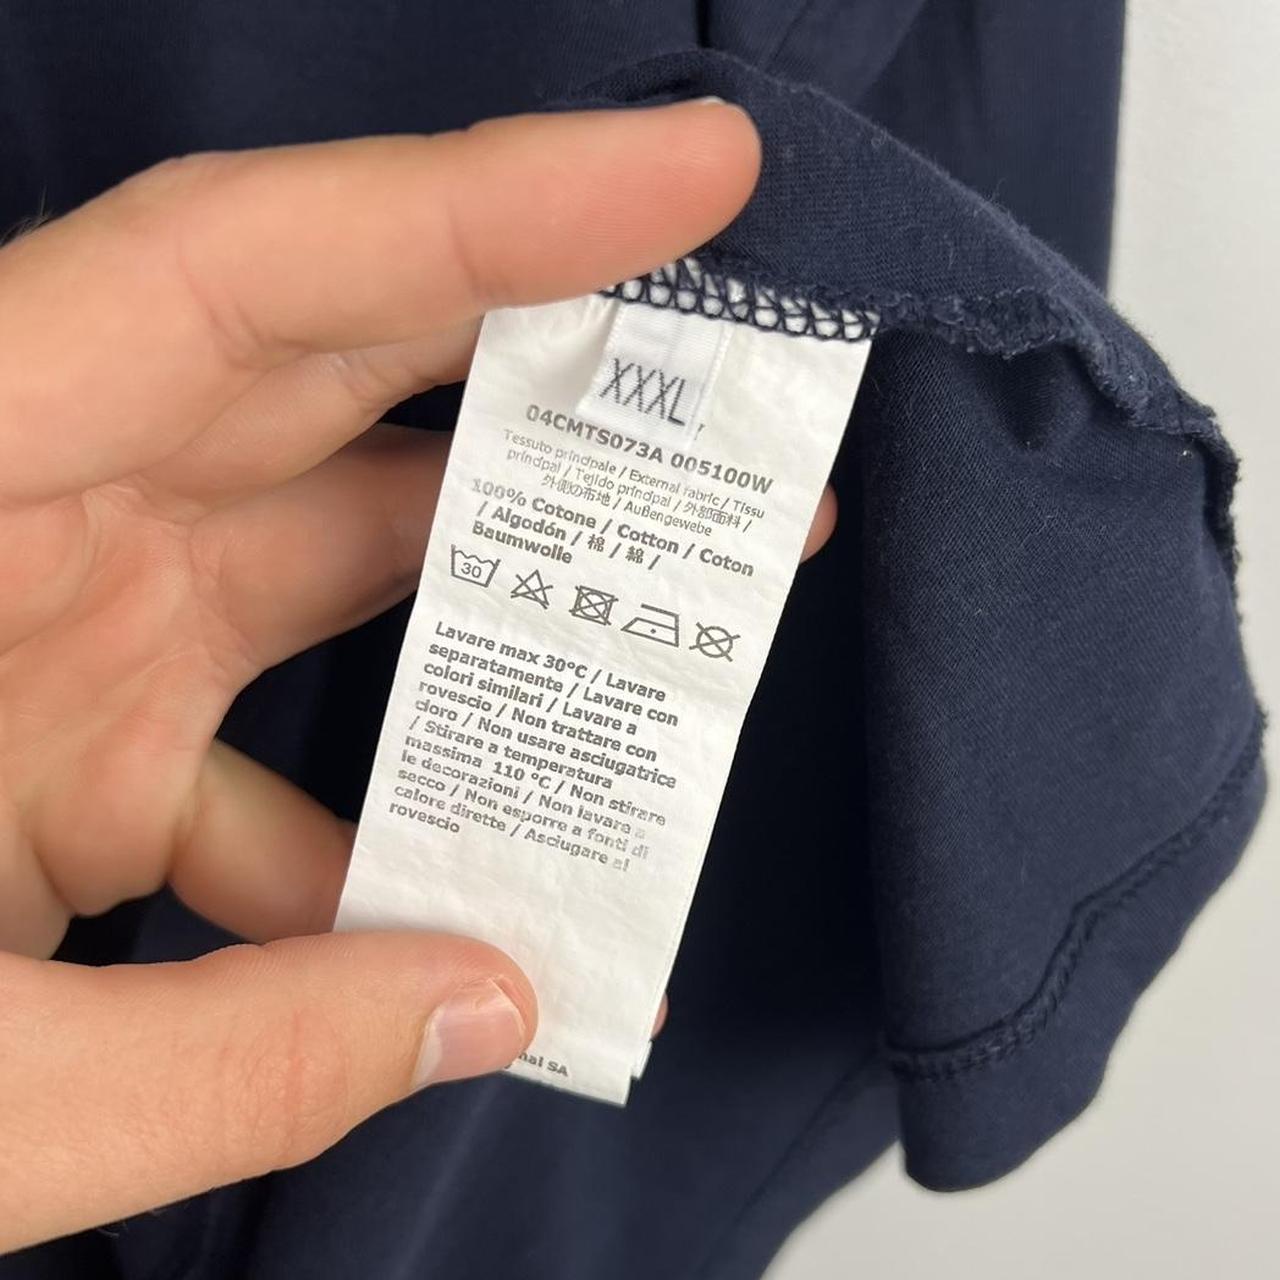 XXXL
04CMTS073A 005100W
Tessuto principale / External fabric / Tissu
principal / Tejido principal / 外部面料 /
外側の布地 / Außengewebe
100% Cotone / Cotton / Coton
/ Algodón / 棉 / 綿 /
Baumwolle
30
Lavare max 30°C / Lavare
separatamente / Lavare con
colori similari / Lavare a
rovescio / Non trattare con
cloro / Non usare asciugatrice
/ Stirare a temperatura
massima 110 °C / Non stirare
le decorazioni / Non lavare a
secco / Non esporre a fonti di
calore dirette / Asciugare al
rovescio
SA